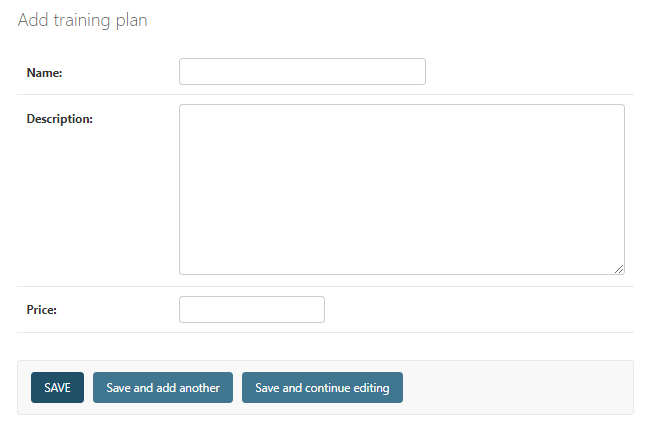 Add training plan
Name:
Description:
Price:
SAVE Save and add another Save and continue editing